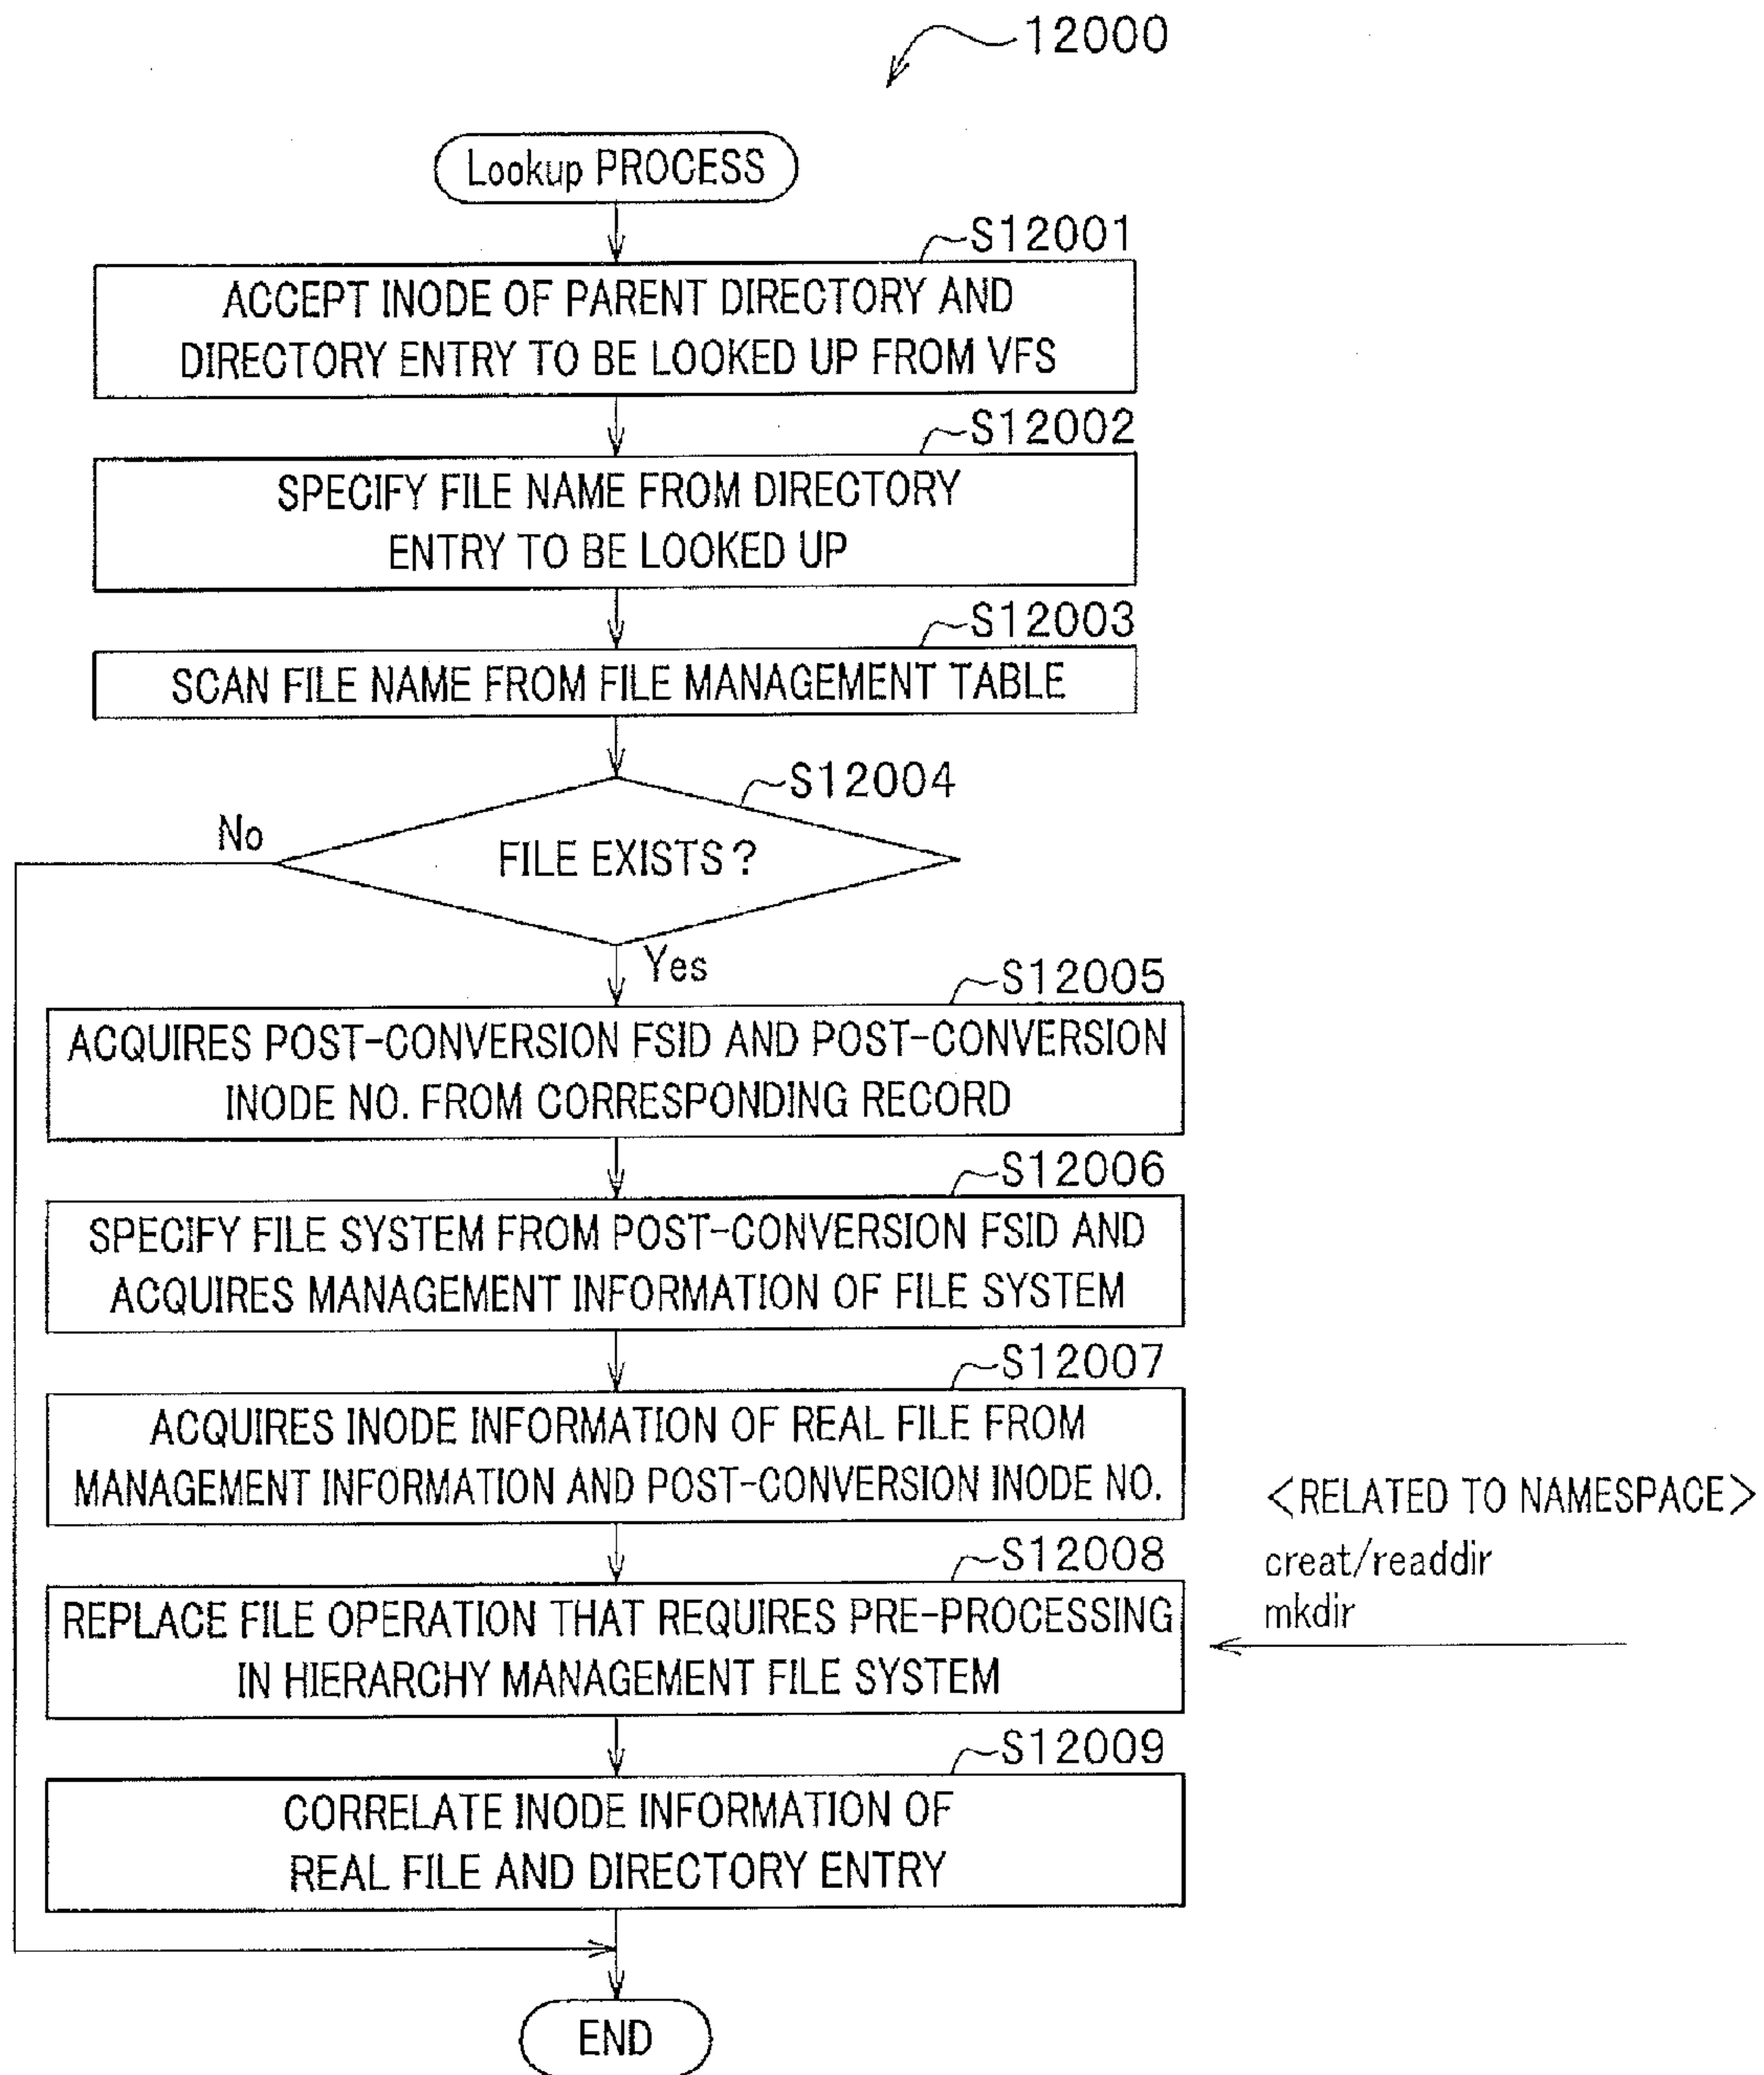 12000
Lookup PROCESS
S12001
ACCEPT INODE OF PARENT DIRECTORY AND
DIRECTORY ENTRY TO BE LOOKED UP FROM VFS
S12002
SPECIFY FILE NAME FROM DIRECTORY
ENTRY TO BE LOOKED UP
S12003
SCAN FILE NAME FROM FILE MANAGEMENT TABLE
S12004
No
FILE EXISTS?
Yes
S12005
ACQUIRES POST-CONVERSION FSID AND POST-CONVERSION
INODE NO. FROM CORRESPONDING RECORD
S12006
SPECIFY FILE SYSTEM FROM POST-CONVERSION FSID AND
ACQUIRES MANAGEMENT INFORMATION OF FILE SYSTEM
S12007
ACQUIRES INODE INFORMATION OF REAL FILE FROM
MANAGEMENT INFORMATION AND POST-CONVERSION INODE NO.
<RELATED TO NAMESPACE>
creat/readdir
mkdir
S12008
REPLACE FILE OPERATION THAT REQUIRES PRE-PROCESSING
IN HIERARCHY MANAGEMENT FILE SYSTEM
S12009
CORRELATE INODE INFORMATION OF
REAL FILE AND DIRECTORY ENTRY
END